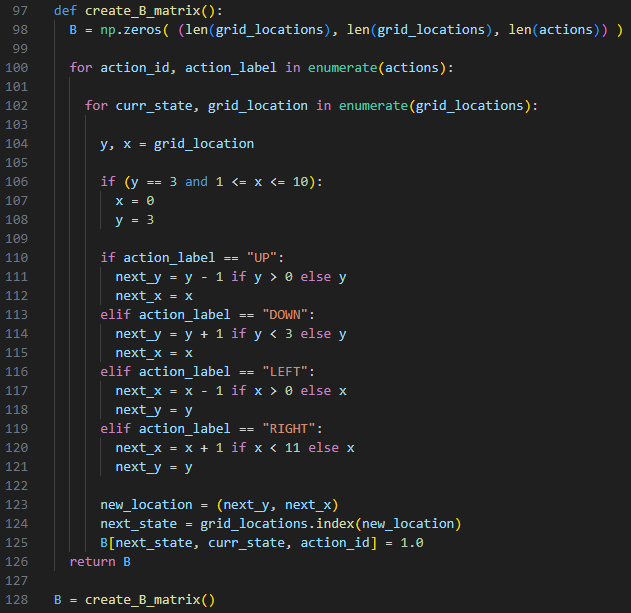 97 def create_B_matrix():
98   B = np.zeros( (len(grid_locations), len(grid_locations), len(actions)) )
99
100   for action_id, action_label in enumerate(actions):
101
102     for curr_state, grid_location in enumerate(grid_locations):
103
104       y, x = grid_location
105
106       if (y == 3 and 1 <= x <= 10):
107         x = 0
108         y = 3
109
110       if action_label == "UP":
111         next_y = y - 1 if y > 0 else y
112         next_x = x
113       elif action_label == "DOWN":
114         next_y = y + 1 if y < 3 else y
115         next_x = x
116       elif action_label == "LEFT":
117         next_x = x - 1 if x > 0 else x
118         next_y = y
119       elif action_label == "RIGHT":
120         next_x = x + 1 if x < 11 else x
121         next_y = y
122
123       new_location = (next_y, next_x)
124       next_state = grid_locations.index(new_location)
125       B[next_state, curr_state, action_id] = 1.0
126   return B
127
128 B = create_B_matrix()